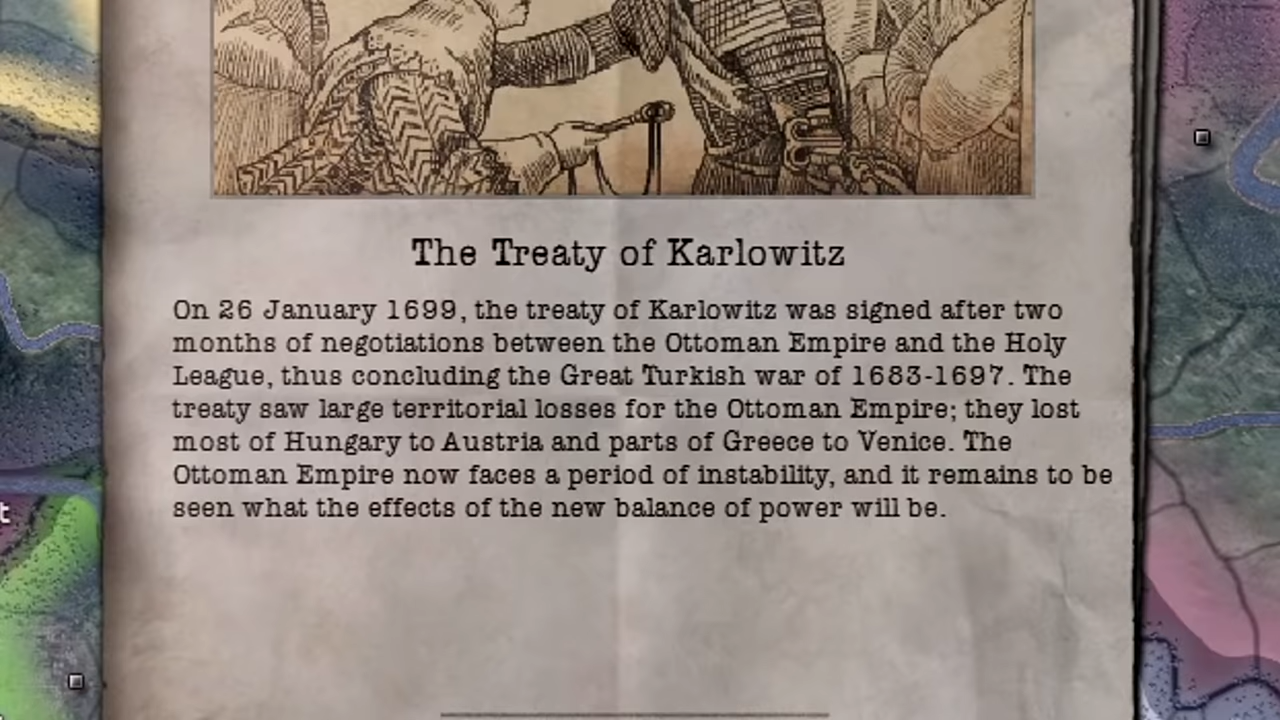 The Treaty of Karlowitz
On 26 January 1699, the treaty of Karlowitz was signed after two
months of negotiations between the Ottoman Empire and the Holy
League, thus concluding the Great Turkish war of 1683-1697. The
treaty saw large territorial losses for the Ottoman Empire; they lost
most of Hungary to Austria and parts of Greece to Venice. The
Ottoman Empire now faces a period of instability, and it remains to be
seen what the effects of the new balance of power will be.